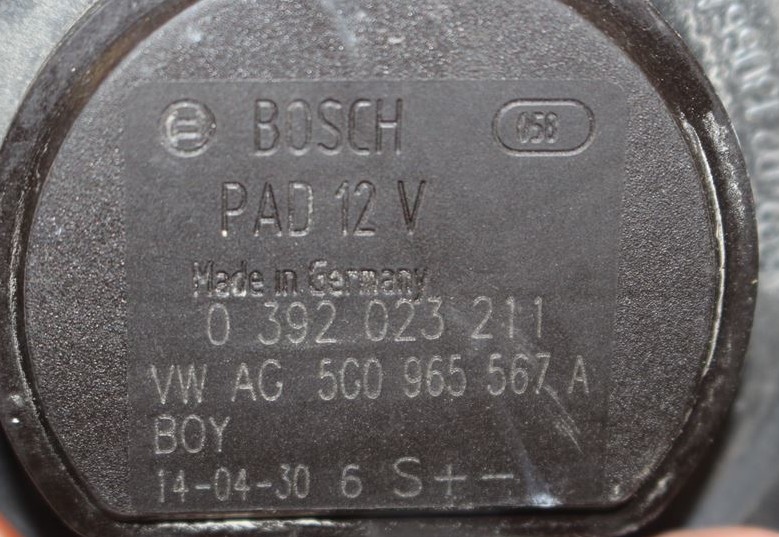 BOSCH 058
PAD 12 V
Made in Germany
0 392 023 211
VW AG 5G0 965 567 A
BOY
14-04-30 6 S+-